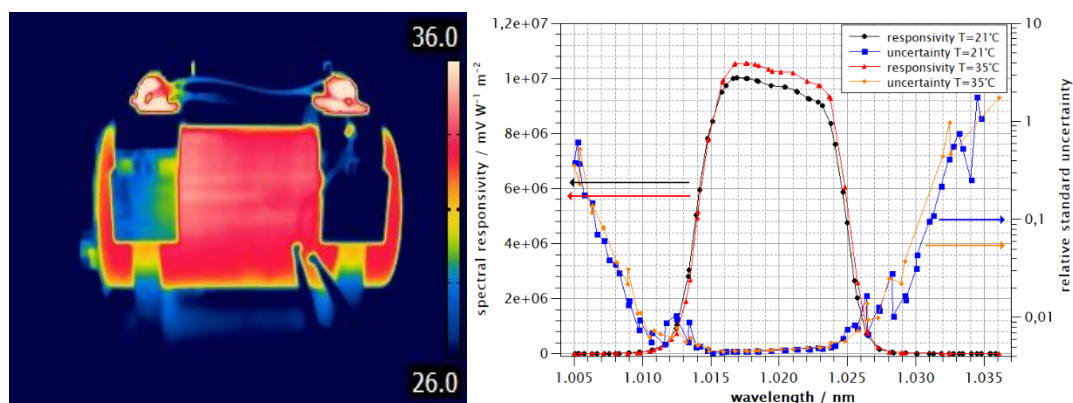 36.0
26.0
spectral responsivity / mV W⁻¹ m⁻²
1,2e+07
1e+07
8e+06
6e+06
4e+06
2e+06
0
responsivity T=21°C
uncertainty T=21°C
responsivity T=35°C
uncertainty T=35°C
10
1
0,1
0,01
relative standard uncertainty
1.005 1.010 1.015 1.020 1.025 1.030 1.035
wavelength / nm